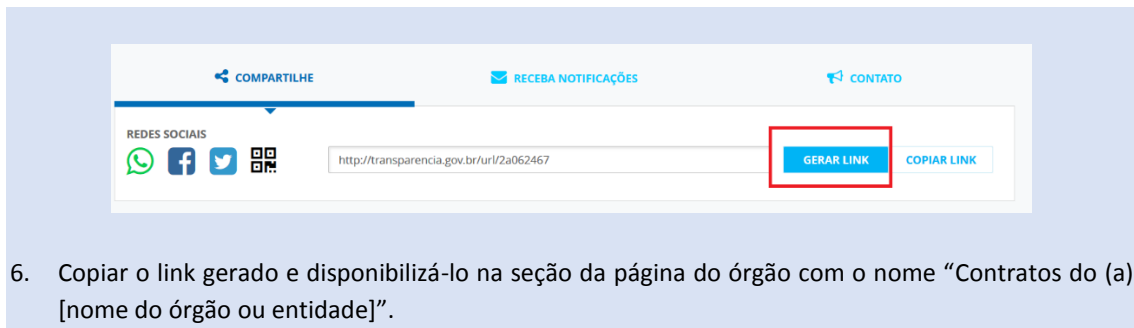 COMPARTILHE
RECEBA NOTIFICAÇÕES
CONTATO
REDES SOCIAIS
http://transparencia.gov.br/url/2a062467
GERAR LINK
COPIAR LINK
6. Copiar o link gerado e disponibilizá-lo na seção da página do órgão com o nome “Contratos do (a)
[nome do órgão ou entidade]”.